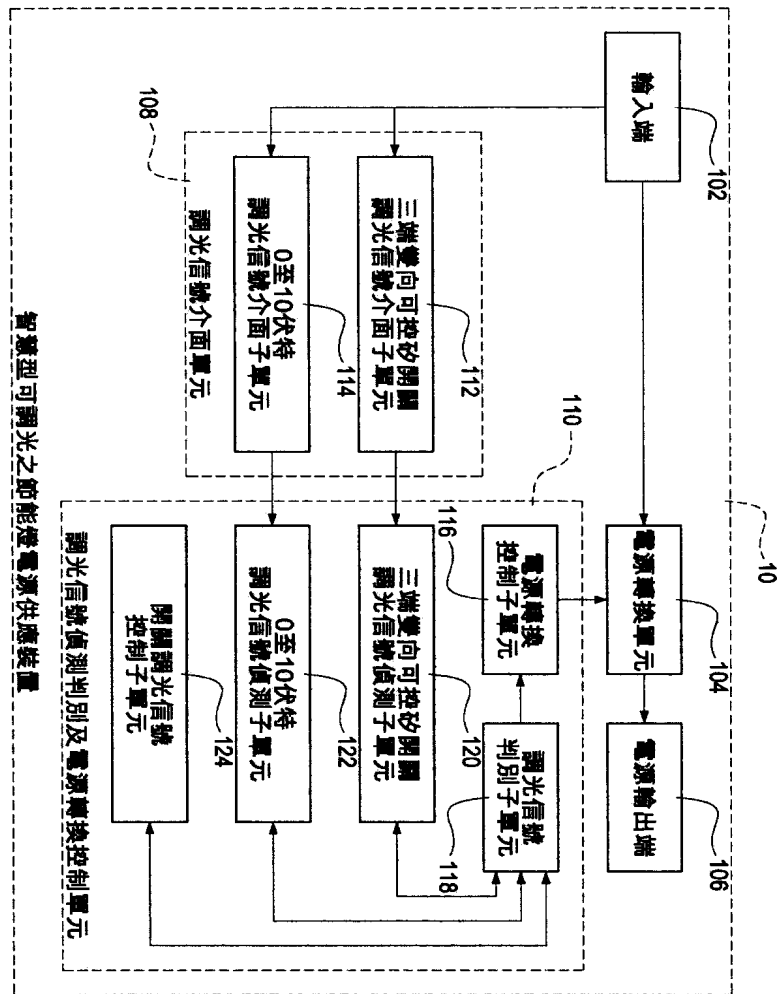 智慧型可調光之節能燈電源供應裝置
10
輸入端
102
電源轉換單元
104
電源輸出端
106
108
調光信號介面單元
三端雙向可控矽開關
調光信號介面子單元
112
0至10伏特
調光信號介面子單元
114
110
調光信號偵測判別及電源轉換控制單元
電源轉換
控制子單元
116
調光信號
判別子單元
118
三端雙向可控矽開關
調光信號偵測子單元
120
0至10伏特
調光信號偵測子單元
122
開關調光信號
控制子單元
124